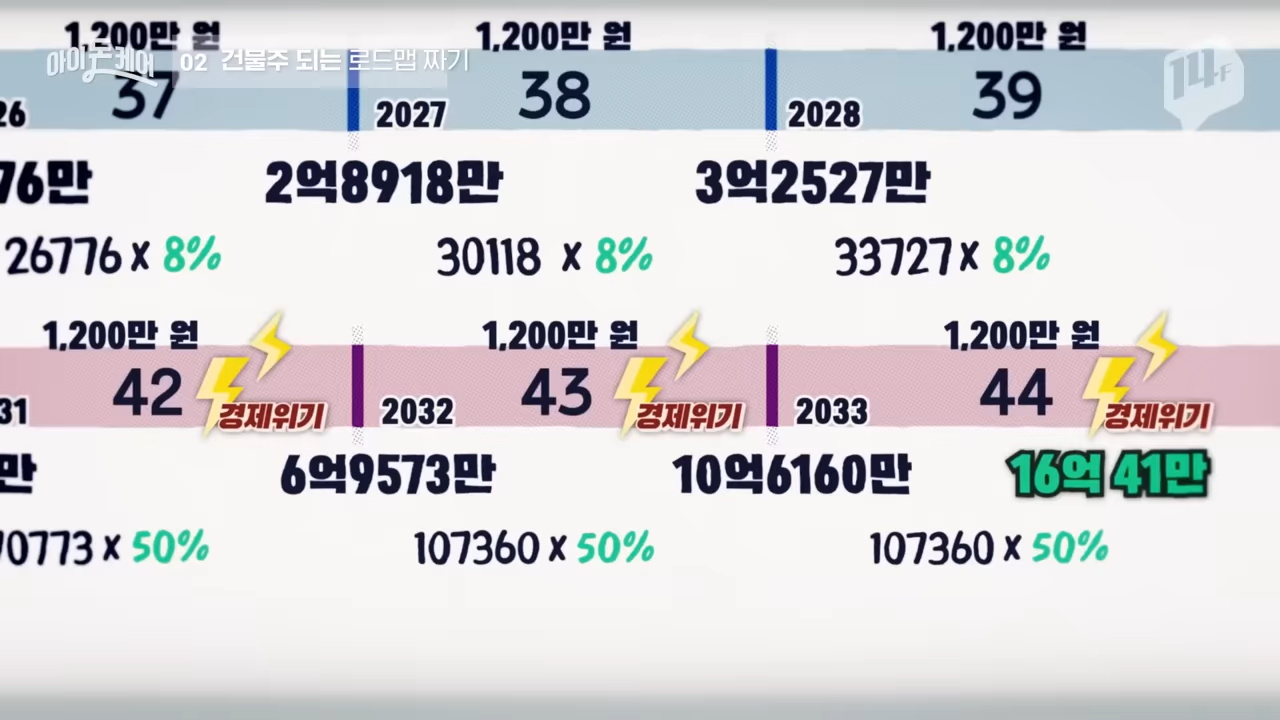 아이돈케어
02 건물주 되는 로드맵 짜기
14F
1,200만 원 1,200만 원 1,200만 원
26 37 2027 38 2028 39
76만 2억8918만 3억2527만
26776 x 8% 30118 x 8% 33727 x 8%
1,200만 원 1,200만 원 1,200만 원
31 42 경제위기 2032 43 경제위기 2033 44 경제위기
만 6억9573만 10억6160만 16억 41만
70773 x 50% 107360 x 50% 107360 x 50%